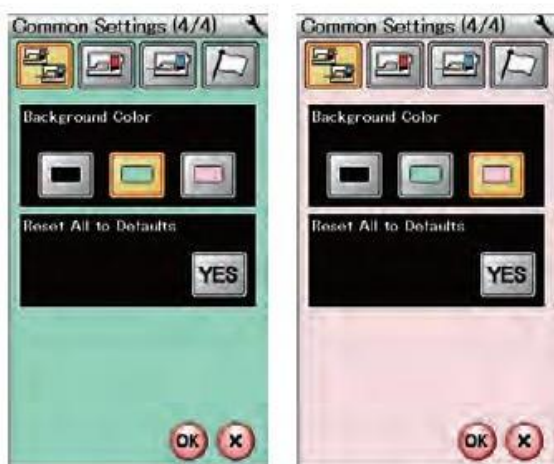 Common Settings (4/4)
Background Color
Reset All to Defaults
YES
OK X
Common Settings (4/4)
Background Color
Reset All to Defaults
YES
OK X